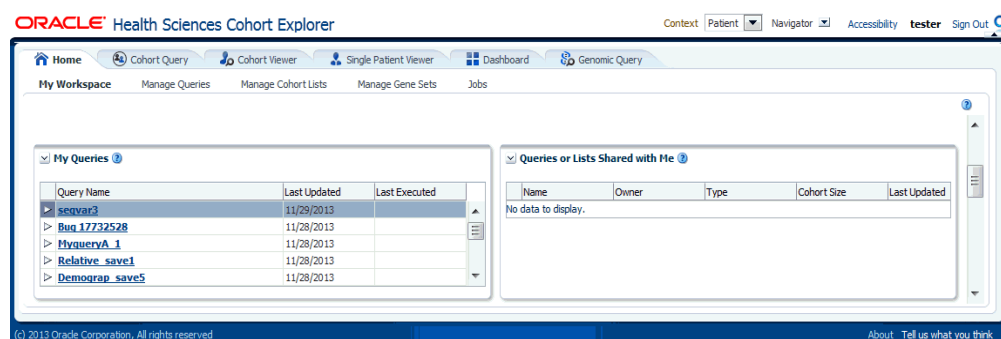 ORACLE Health Sciences Cohort Explorer Context Patient Navigator Accessibility tester Sign Out
Home Cohort Query Cohort Viewer Single Patient Viewer Dashboard Genomic Query
My Workspace Manage Queries Manage Cohort Lists Manage Gene Sets Jobs
My Queries Queries or Lists Shared with Me
Query Name Last Updated Last Executed Name Owner Type Cohort Size Last Updated
seqvar3 11/29/2013 No data to display.
Bug 17732528 11/28/2013
MyqueryA_1 11/28/2013
Relative_save1 11/28/2013
Demograp_save5 11/28/2013
(c) 2013 Oracle Corporation, All rights reserved About Tell us what you think